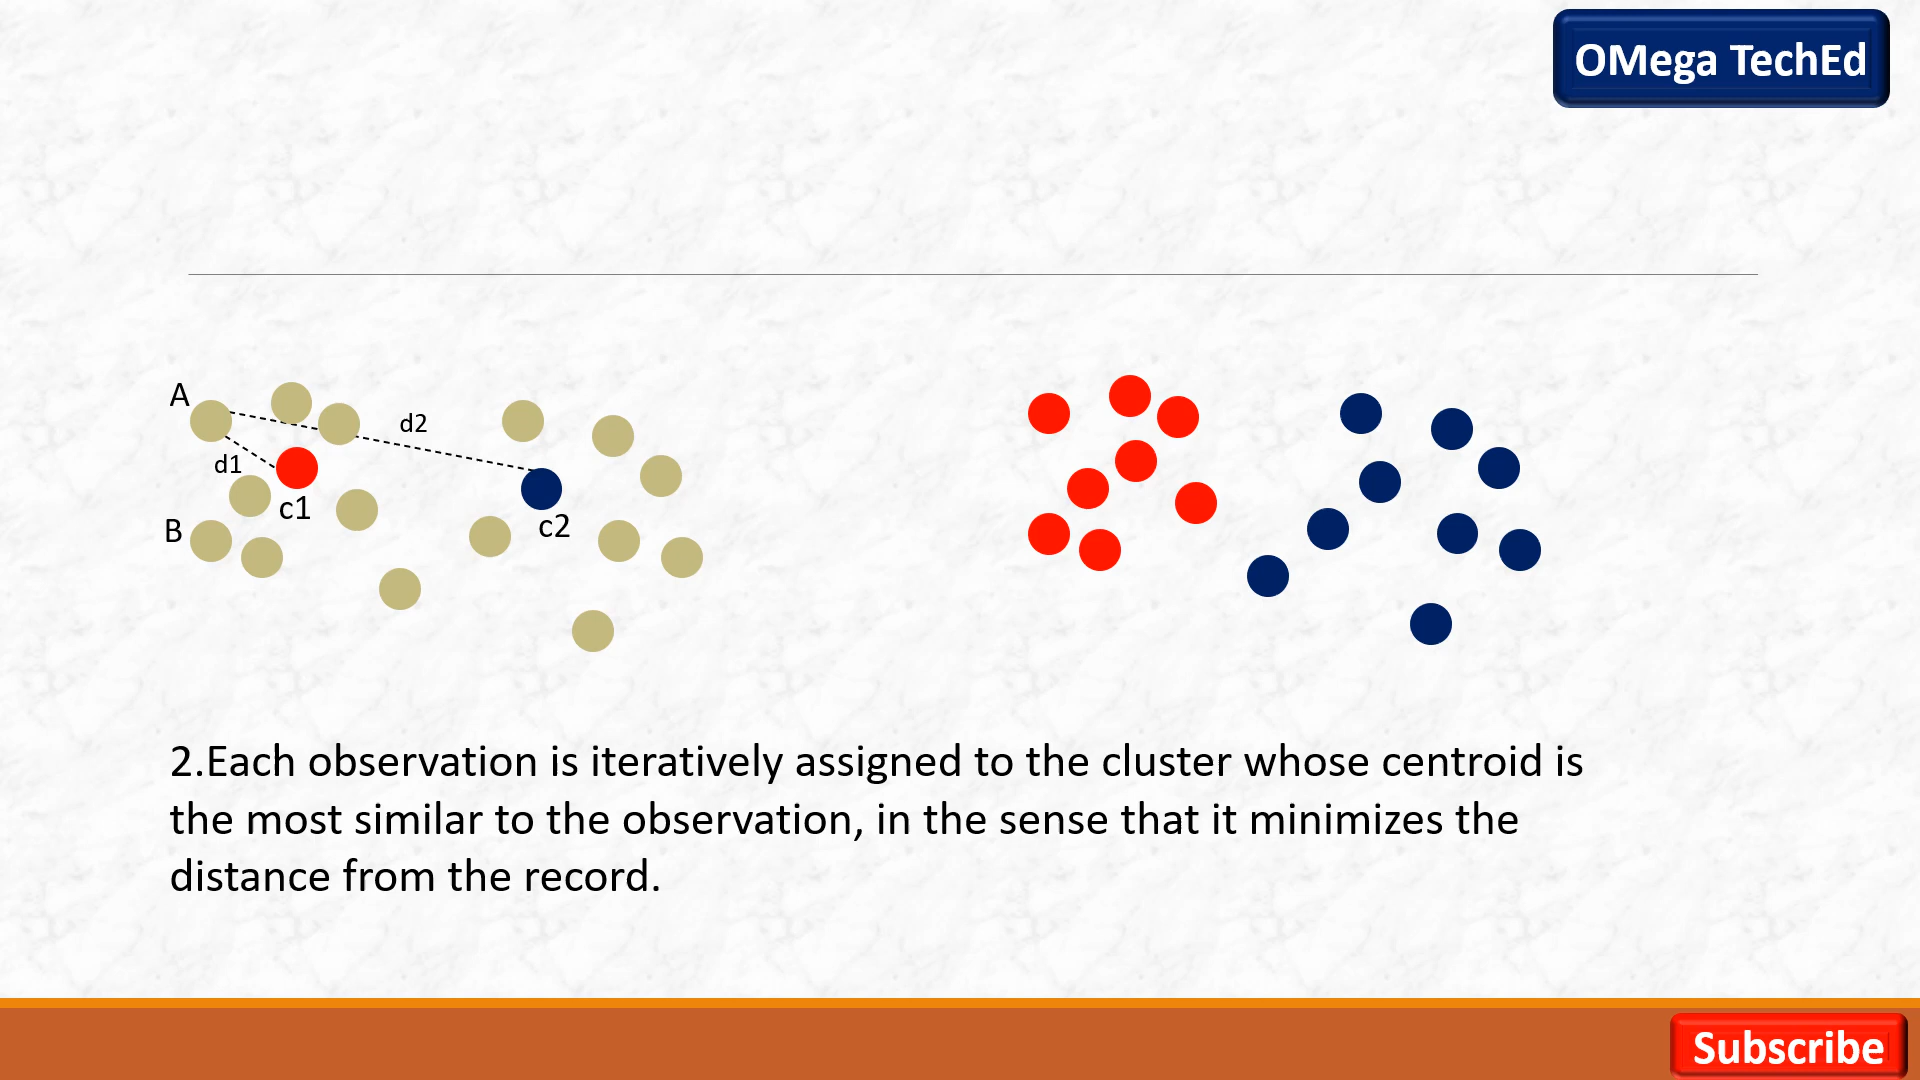 OMega TechEd
A
d2
d1
c1
c2
B
2.Each observation is iteratively assigned to the cluster whose centroid is
the most similar to the observation, in the sense that it minimizes the
distance from the record.
Subscribe